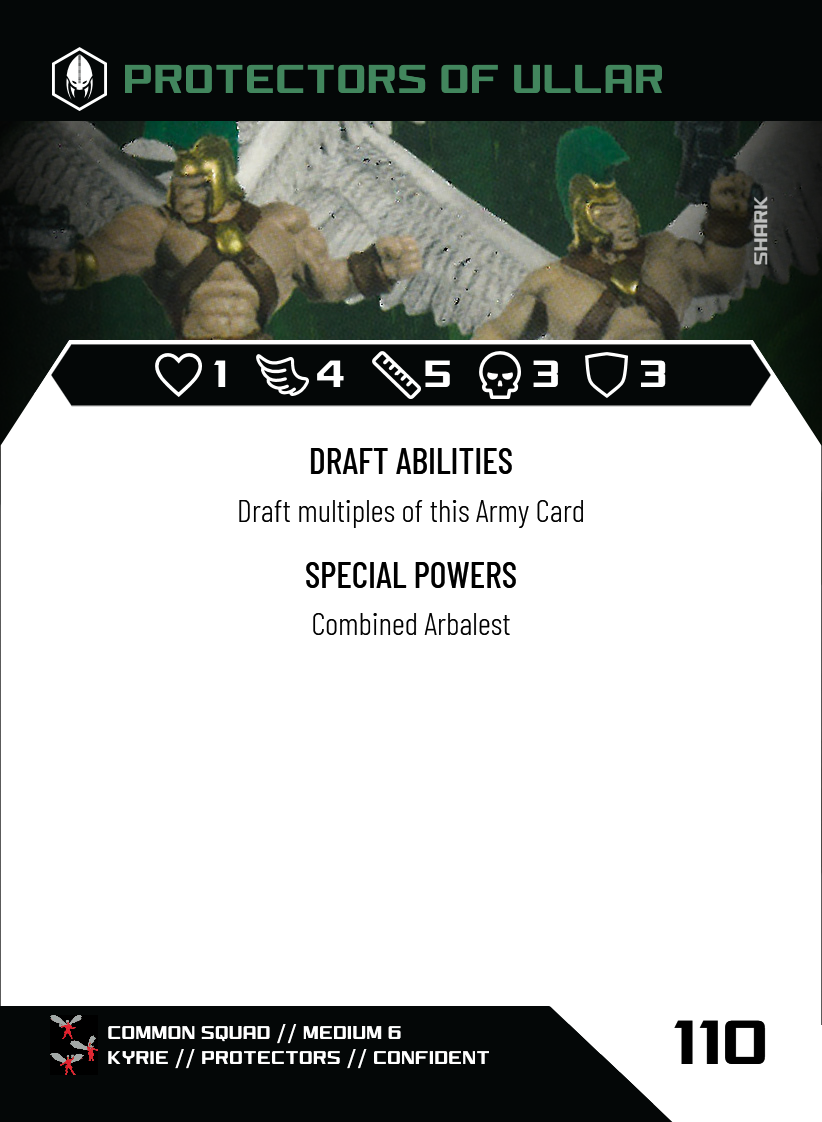 PROTECTORS OF ULLAR
SHARK
1 4 5 3 3
DRAFT ABILITIES
Draft multiples of this Army Card
SPECIAL POWERS
Combined Arbalest
COMMON SQUAD // MEDIUM 6
KYRIE // PROTECTORS // CONFIDENT
110